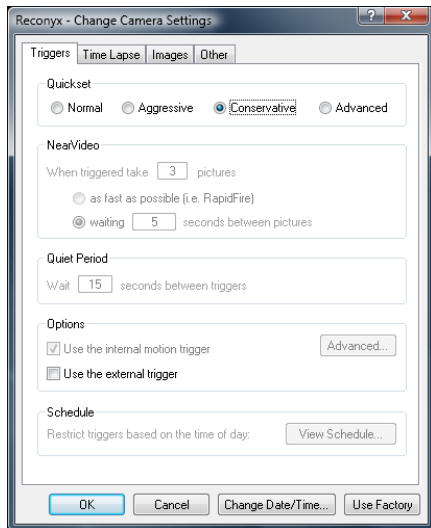 Reconyx - Change Camera Settings
Triggers Time Lapse Images Other
Quickset
Normal Aggressive Conservative Advanced
NearVideo
When triggered take 3 pictures
as fast as possible (i.e. RapidFire)
waiting 5 seconds between pictures
Quiet Period
Wait 15 seconds between triggers
Options
Use the internal motion trigger Advanced...
Use the external trigger
Schedule
Restrict triggers based on the time of day: View Schedule...
OK Cancel Change Date/Time... Use Factory